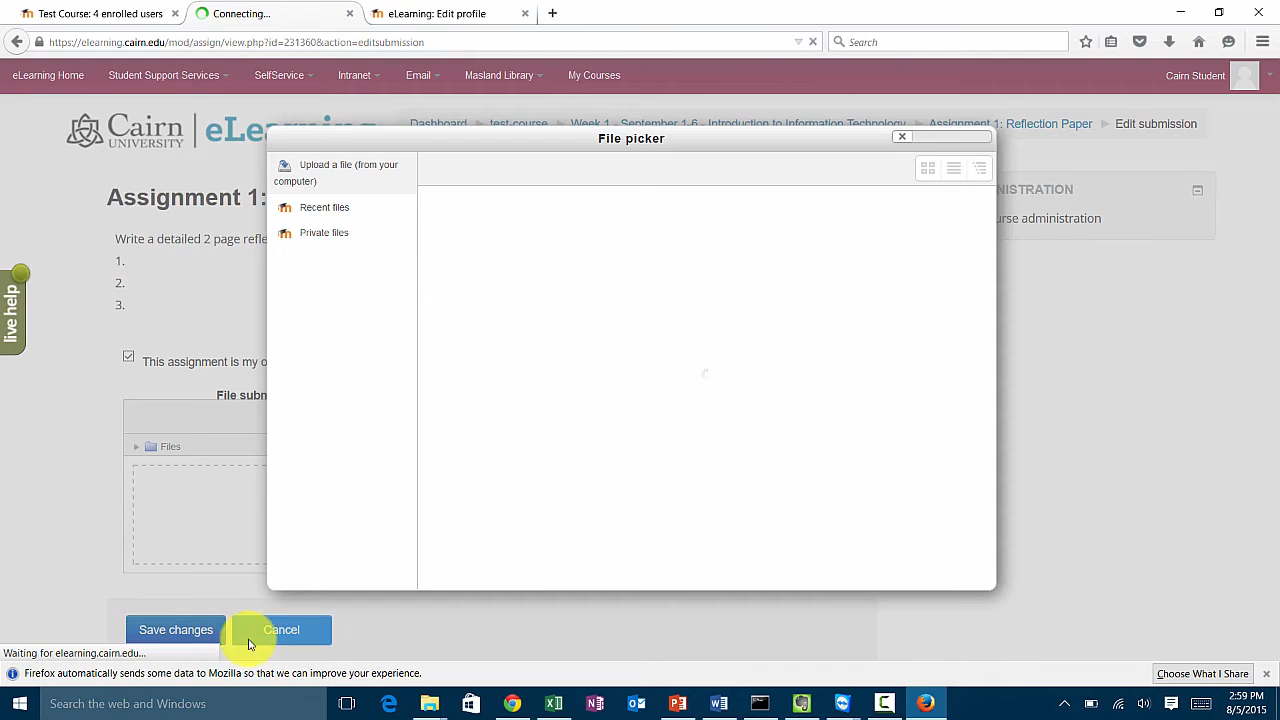 Test Course: 4 enrolled users
Connecting...
eLearning: Edit profile
https://elearning.cairn.edu/mod/assign/view.php?id=231360&action=editsubmission
Search
eLearning Home
Student Support Services
SelfService
Intranet
Email
Masland Library
My Courses
Cairn Student
Cairn
UNIVERSITY
eLearning
Dashboard
test-course
Week 1 - September 1-6 - Introduction to Information Technology
Assignment 1: Reflection Paper
Edit submission
File picker
Upload a file (from your
computer)
Recent files
Private files
Assignment 1:
Write a detailed 2 page refle
1.
2.
3.
This assignment is my o
File subm
Files
NISTRATION
urse administration
live help
Save changes
Cancel
Waiting for elearning.cairn.edu...
Firefox automatically sends some data to Mozilla so that we can improve your experience.
Choose What I Share
Search the web and Windows
2:59 PM
8/5/2015